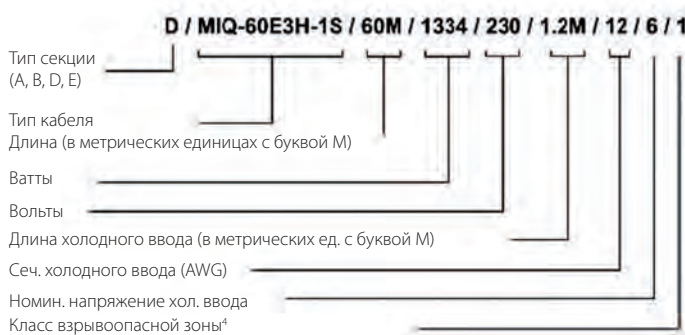 D / MIQ-60E3H-1S / 60M / 1334 / 230 / 1.2M / 12 / 6 / 1
Тип секции
(A, B, D, E)
Тип кабеля
Длина (в метрических единицах с буквой М)
Ватты
Вольты
Длина холодного ввода (в метрических ед. с буквой М)
Сеч. холодного ввода (AWG)
Номин. напряжение хол. ввода
Класс взрывоопасной зоны⁴